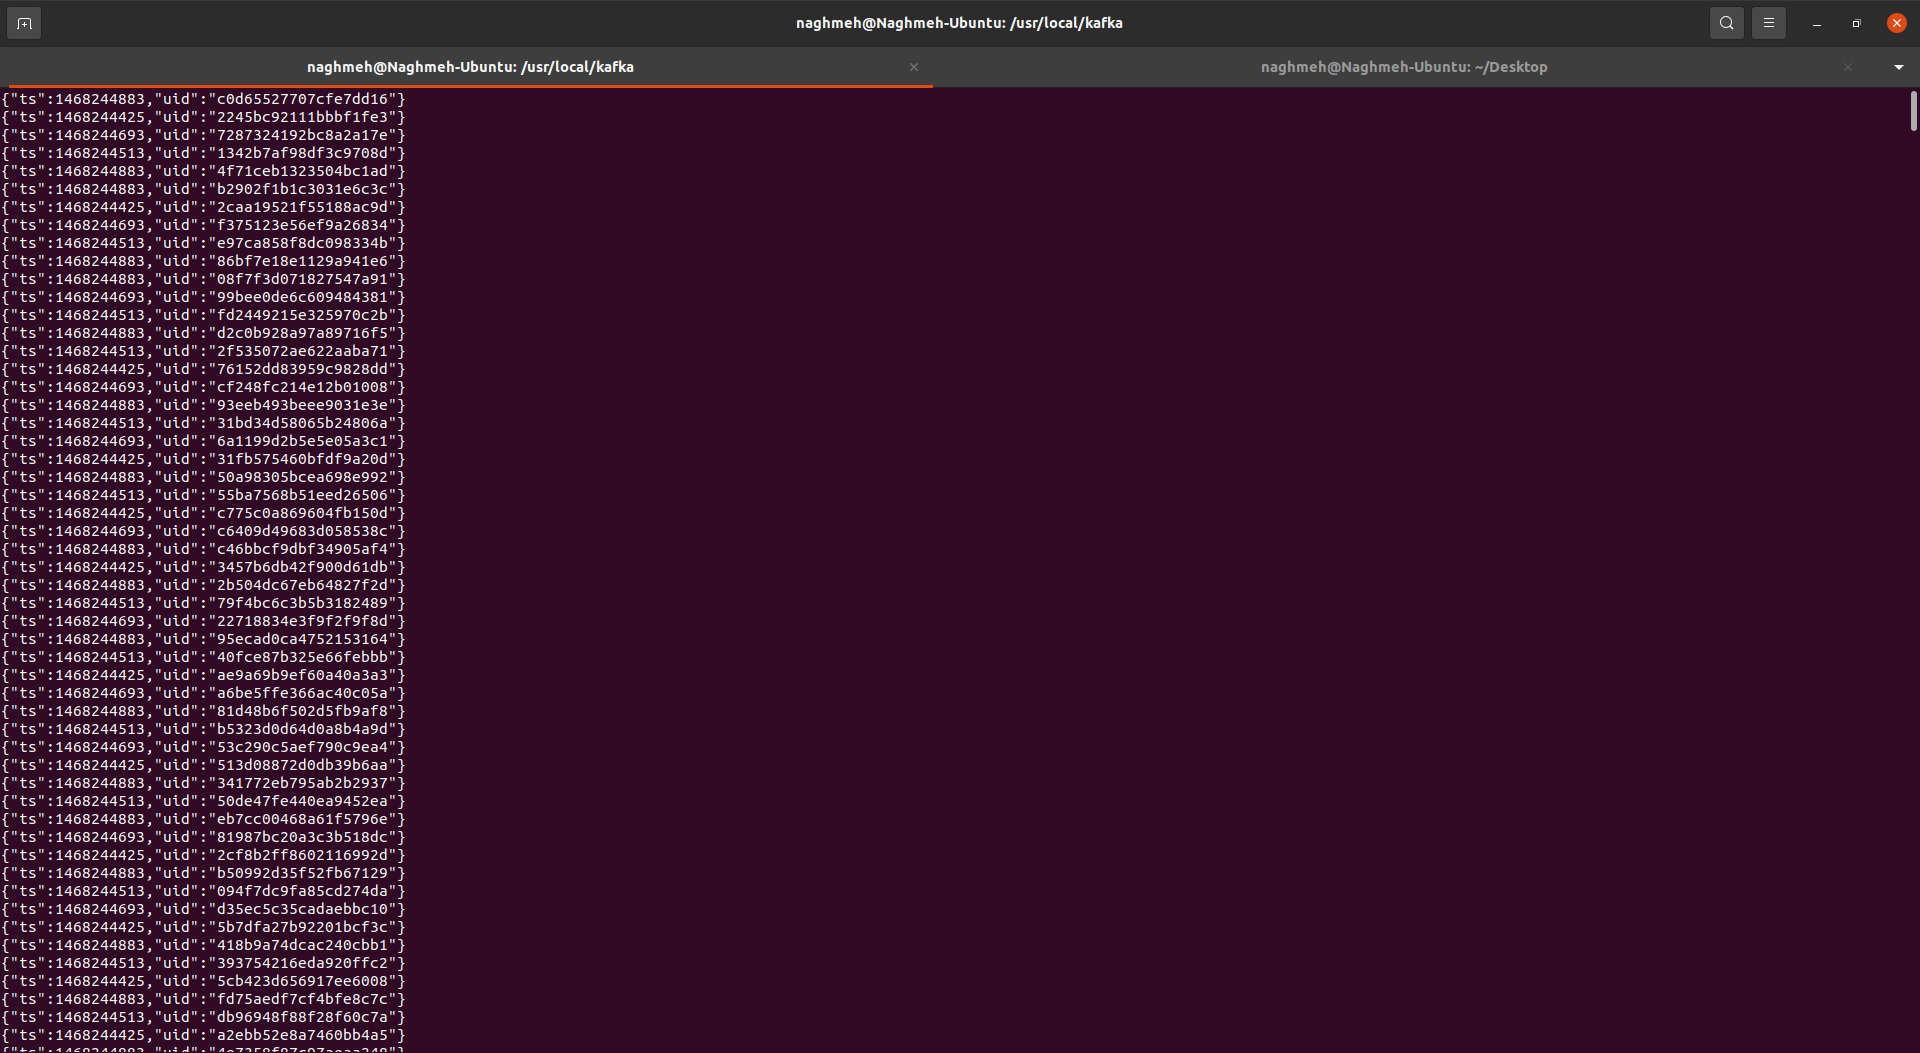 naghmeh@Naghmeh-Ubuntu: /usr/local/kafka
naghmeh@Naghmeh-Ubuntu: /usr/local/kafka
naghmeh@Naghmeh-Ubuntu: ~/Desktop
{"ts":1468244883,"uid":"c0d65527707cfe7dd16"}
{"ts":1468244425,"uid":"2245bc92111bbbf1fe3"}
{"ts":1468244693,"uid":"7287324192bc8a2a17e"}
{"ts":1468244513,"uid":"1342b7af98df3c9708d"}
{"ts":1468244883,"uid":"4f71ceb1323504bc1ad"}
{"ts":1468244883,"uid":"b2902f1b1c3031e6c3c"}
{"ts":1468244425,"uid":"2caa19521f55188ac9d"}
{"ts":1468244693,"uid":"f375123e56ef9a26834"}
{"ts":1468244513,"uid":"e97ca858f8dc098334b"}
{"ts":1468244883,"uid":"86bf7e18e1129a941e6"}
{"ts":1468244883,"uid":"08f7f3d071827547a91"}
{"ts":1468244693,"uid":"99bee0de6c609484381"}
{"ts":1468244513,"uid":"fd2449215e325970c2b"}
{"ts":1468244883,"uid":"d2c0b928a97a89716f5"}
{"ts":1468244513,"uid":"2f535072ae622aaba71"}
{"ts":1468244425,"uid":"76152dd83959c9828dd"}
{"ts":1468244693,"uid":"cf248fc214e12b01008"}
{"ts":1468244883,"uid":"93eeb493beee9031e3e"}
{"ts":1468244513,"uid":"31bd34d58065b24806a"}
{"ts":1468244693,"uid":"6a1199d2b5e5e05a3c1"}
{"ts":1468244425,"uid":"31fb575460bfdf9a20d"}
{"ts":1468244883,"uid":"50a98305bcea698e992"}
{"ts":1468244513,"uid":"55ba7568b51eed26506"}
{"ts":1468244425,"uid":"c775c0a869604fb150d"}
{"ts":1468244693,"uid":"c6409d49683d058538c"}
{"ts":1468244883,"uid":"c46bbcf9dbf34905af4"}
{"ts":1468244425,"uid":"3457b6db42f900d61db"}
{"ts":1468244883,"uid":"2b504dc67eb64827f2d"}
{"ts":1468244513,"uid":"79f4bc6c3b5b3182489"}
{"ts":1468244693,"uid":"22718834e3f9f2f9f8d"}
{"ts":1468244883,"uid":"95ecad0ca4752153164"}
{"ts":1468244513,"uid":"40fce87b325e66febbb"}
{"ts":1468244425,"uid":"ae9a69b9ef60a40a3a3"}
{"ts":1468244693,"uid":"a6be5ffe366ac40c05a"}
{"ts":1468244883,"uid":"81d48b6f502d5fb9af8"}
{"ts":1468244513,"uid":"b5323d0d64d0a8b4a9d"}
{"ts":1468244693,"uid":"53c290c5aef790c9ea4"}
{"ts":1468244425,"uid":"513d08872d0db39b6aa"}
{"ts":1468244883,"uid":"341772eb795ab2b2937"}
{"ts":1468244513,"uid":"50de47fe440ea9452ea"}
{"ts":1468244883,"uid":"eb7cc00468a61f5796e"}
{"ts":1468244693,"uid":"81987bc20a3c3b518dc"}
{"ts":1468244425,"uid":"2cf8b2ff8602116992d"}
{"ts":1468244883,"uid":"b50992d35f52fb67129"}
{"ts":1468244513,"uid":"094f7dc9fa85cd274da"}
{"ts":1468244693,"uid":"d35ec5c35cadaebbc10"}
{"ts":1468244425,"uid":"5b7dfa27b92201bcf3c"}
{"ts":1468244883,"uid":"418b9a74dcac240cbb1"}
{"ts":1468244513,"uid":"393754216eda920ffc2"}
{"ts":1468244425,"uid":"5cb423d656917ee6008"}
{"ts":1468244883,"uid":"fd75aedf7cf4bfe8c7c"}
{"ts":1468244513,"uid":"db96948f88f28f60c7a"}
{"ts":1468244425,"uid":"a2ebb52e8a7460bb4a5"}